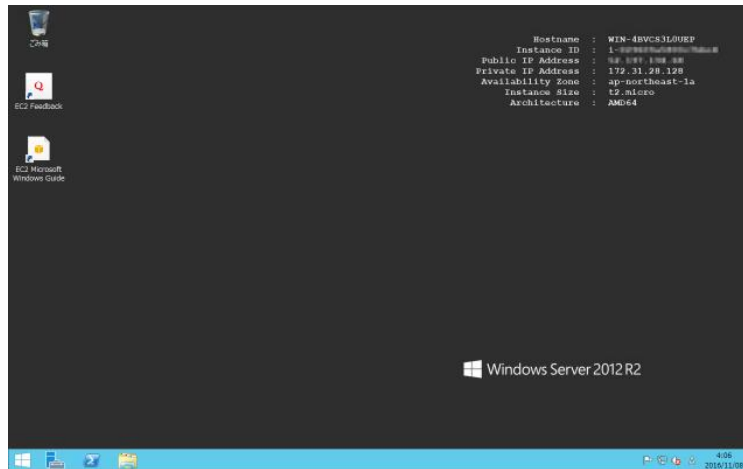 ごみ箱
EC2 Feedback
EC2 Microsoft
Windows Guide
Hostname : WIN-4BVCS3L0UEP
Instance ID : i-
Public IP Address :
Private IP Address : 172.31.28.128
Availability Zone : ap-northeast-1a
Instance Size : t2.micro
Architecture : AMD64
Windows Server 2012 R2
4:06
2016/11/08